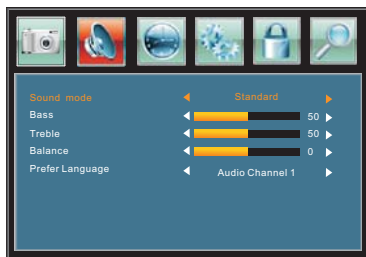 Sound mode Standard
Bass 50
Treble 50
Balance 0
Prefer Language Audio Channel 1